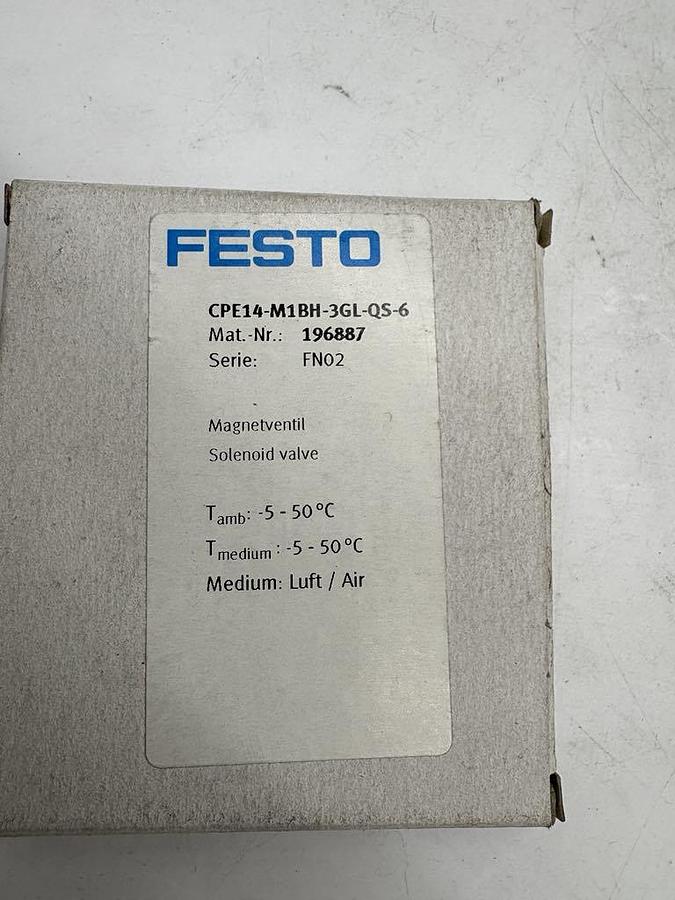 FESTO
CPE14-M1BH-3GL-QS-6
Mat.-Nr.: 196887
Serie: FN02
Magnetventil
Solenoid valve
Tamb: -5 - 50°C
Tmedium : -5 - 50°C
Medium: Luft / Air